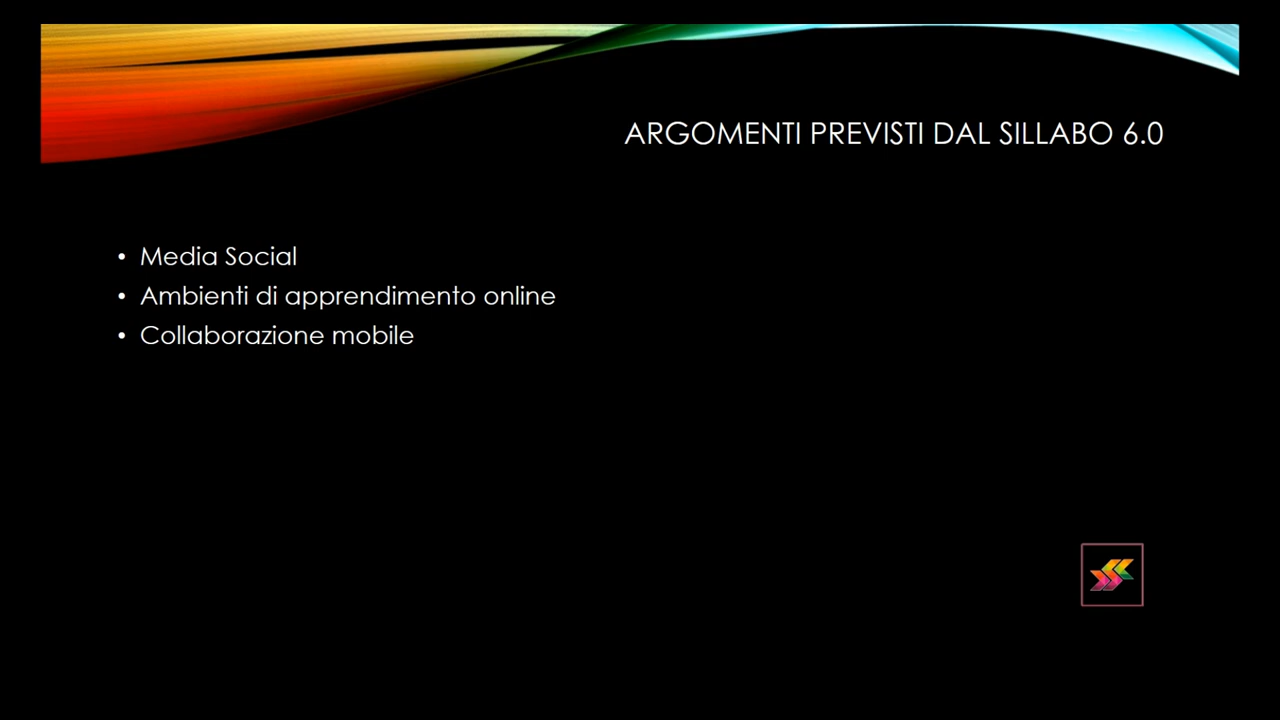 ARGOMENTI PREVISTI DAL SILLABO 6.0
• Media Social
• Ambienti di apprendimento online
• Collaborazione mobile